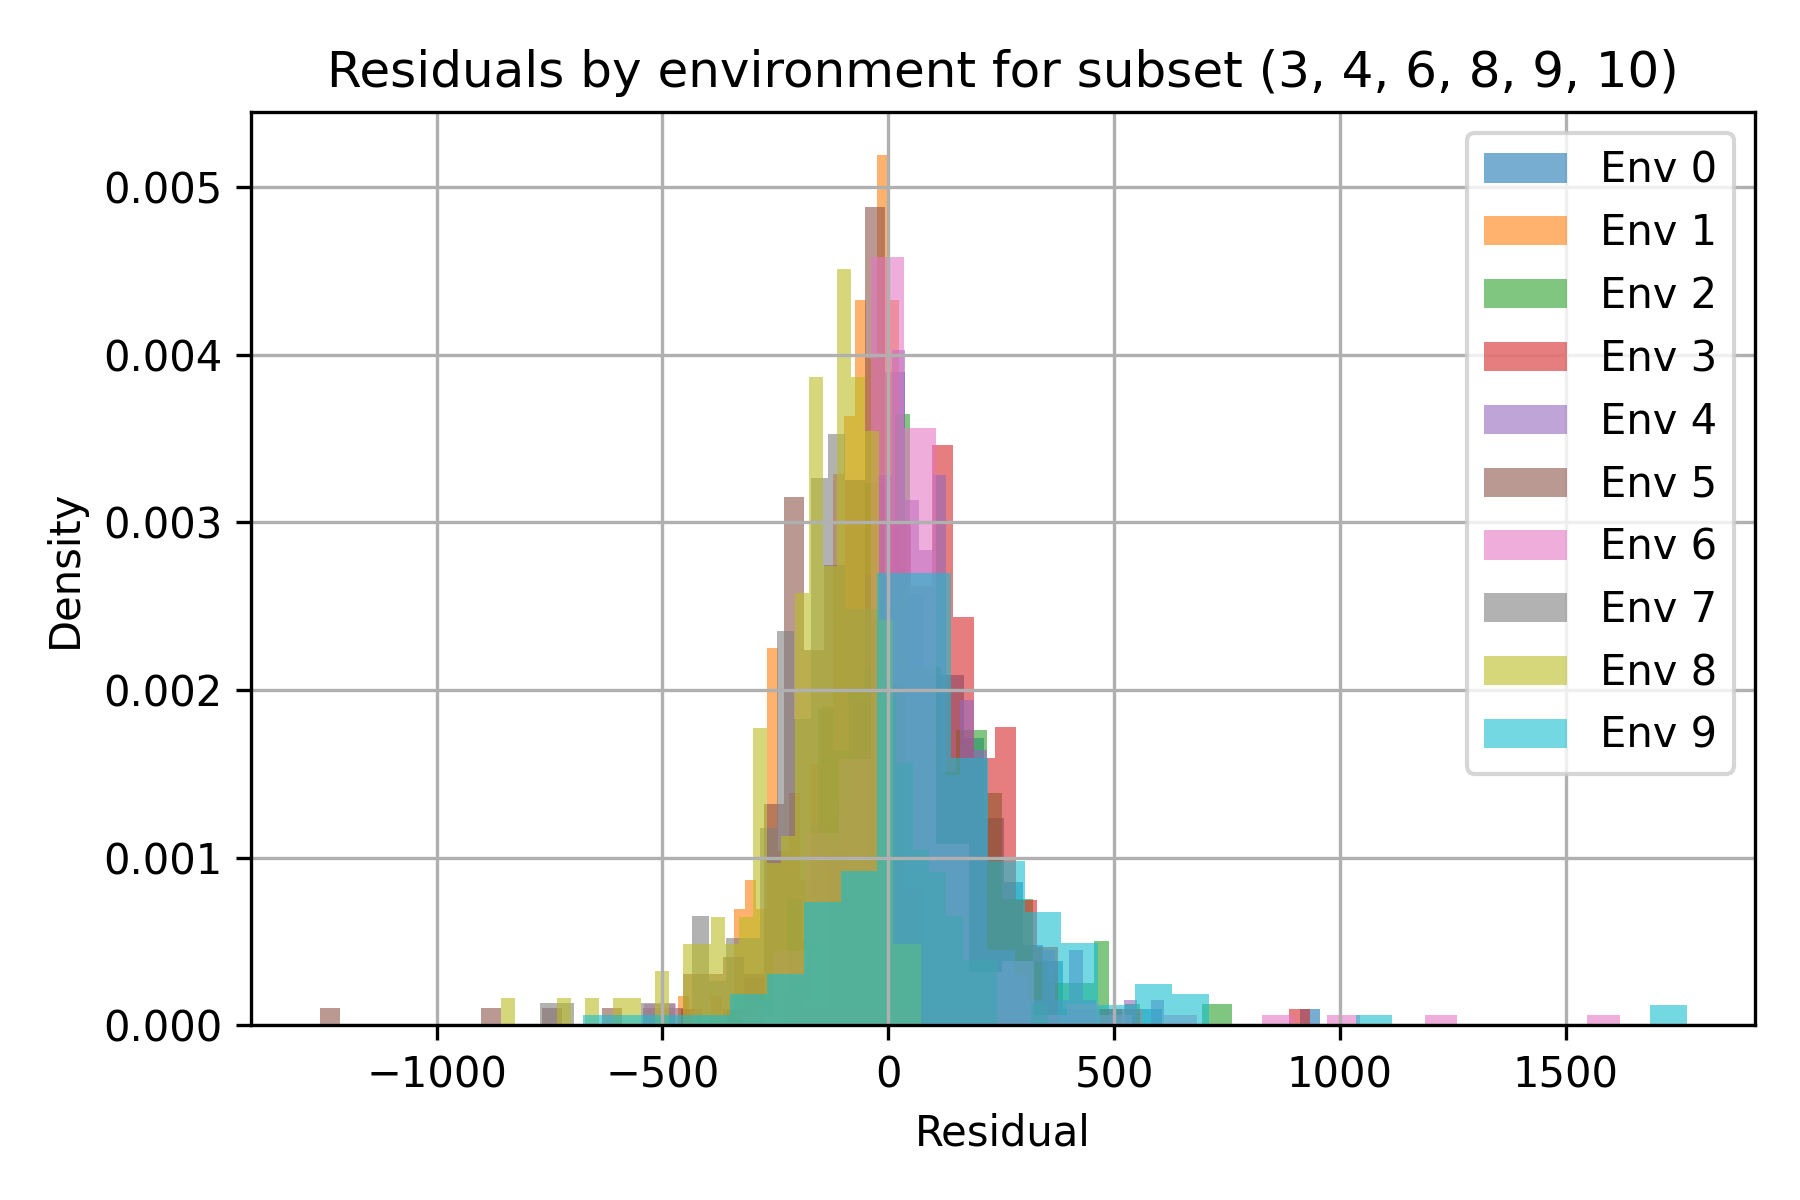 Residuals by environment for subset (3, 4, 6, 8, 9, 10)
0.005
0.004
0.003
0.002
0.001
0.000
Density
−1000
−500
0
500
1000
1500
Residual
Env 0
Env 1
Env 2
Env 3
Env 4
Env 5
Env 6
Env 7
Env 8
Env 9